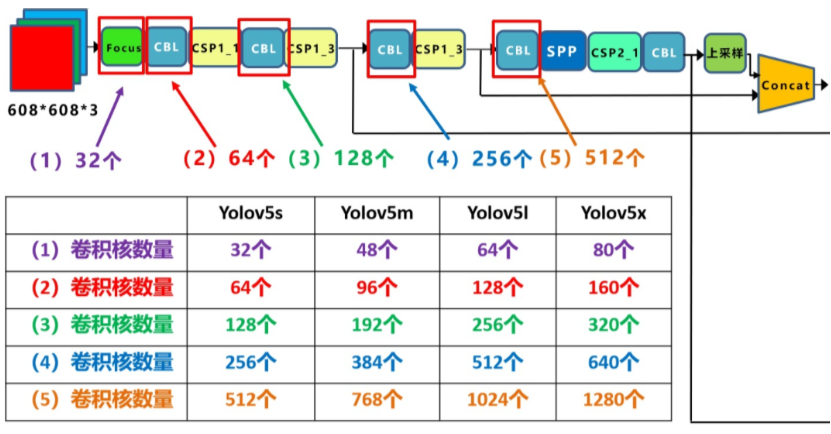 Focus CBL CSP1_1 CBL CSP1_3 CBL CSP1_3 CBL SPP CSP2_1 CBL 上采样
Concat
608*608*3
(1) 32个 (2) 64个 (3) 128个 (4) 256个 (5) 512个
Yolov5s Yolov5m Yolov5l Yolov5x
(1) 卷积核数量 32个 48个 64个 80个
(2) 卷积核数量 64个 96个 128个 160个
(3) 卷积核数量 128个 192个 256个 320个
(4) 卷积核数量 256个 384个 512个 640个
(5) 卷积核数量 512个 768个 1024个 1280个